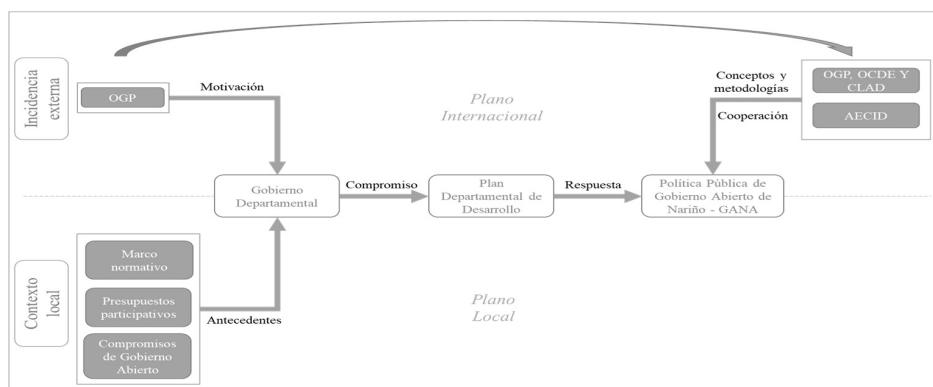 Incidencia
externa
OGP
Motivación
Plano
Internacional
Conceptos y
metodologías
Cooperación
OGP, OCDE Y
CLAD
AECID
Gobierno
Departamental
Compromiso
Plan
Departamental de
Desarrollo
Respuesta
Política Pública de
Gobierno Abierto de
Nariño - GANA
Contexto
local
Marco
normativo
Presupuestos
participativos
Compromisos
de Gobierno
Abierto
Antecedentes
Plano
Local